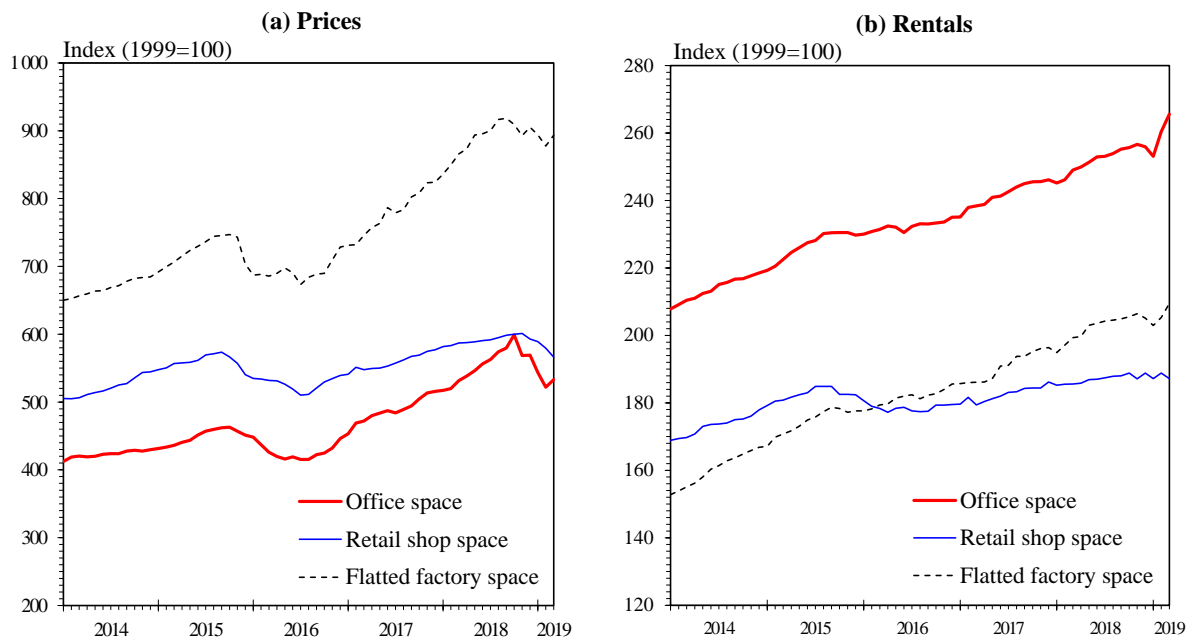 (a) Prices
Index (1999=100)
1 000
900
800
700
600
500
400
300
200
Office space
Retail shop space
Flatted factory space
2014 2015 2016 2017 2018 2019
(b) Rentals
Index (1999=100)
280
260
240
220
200
180
160
140
120
Office space
Retail shop space
Flatted factory space
2014 2015 2016 2017 2018 2019